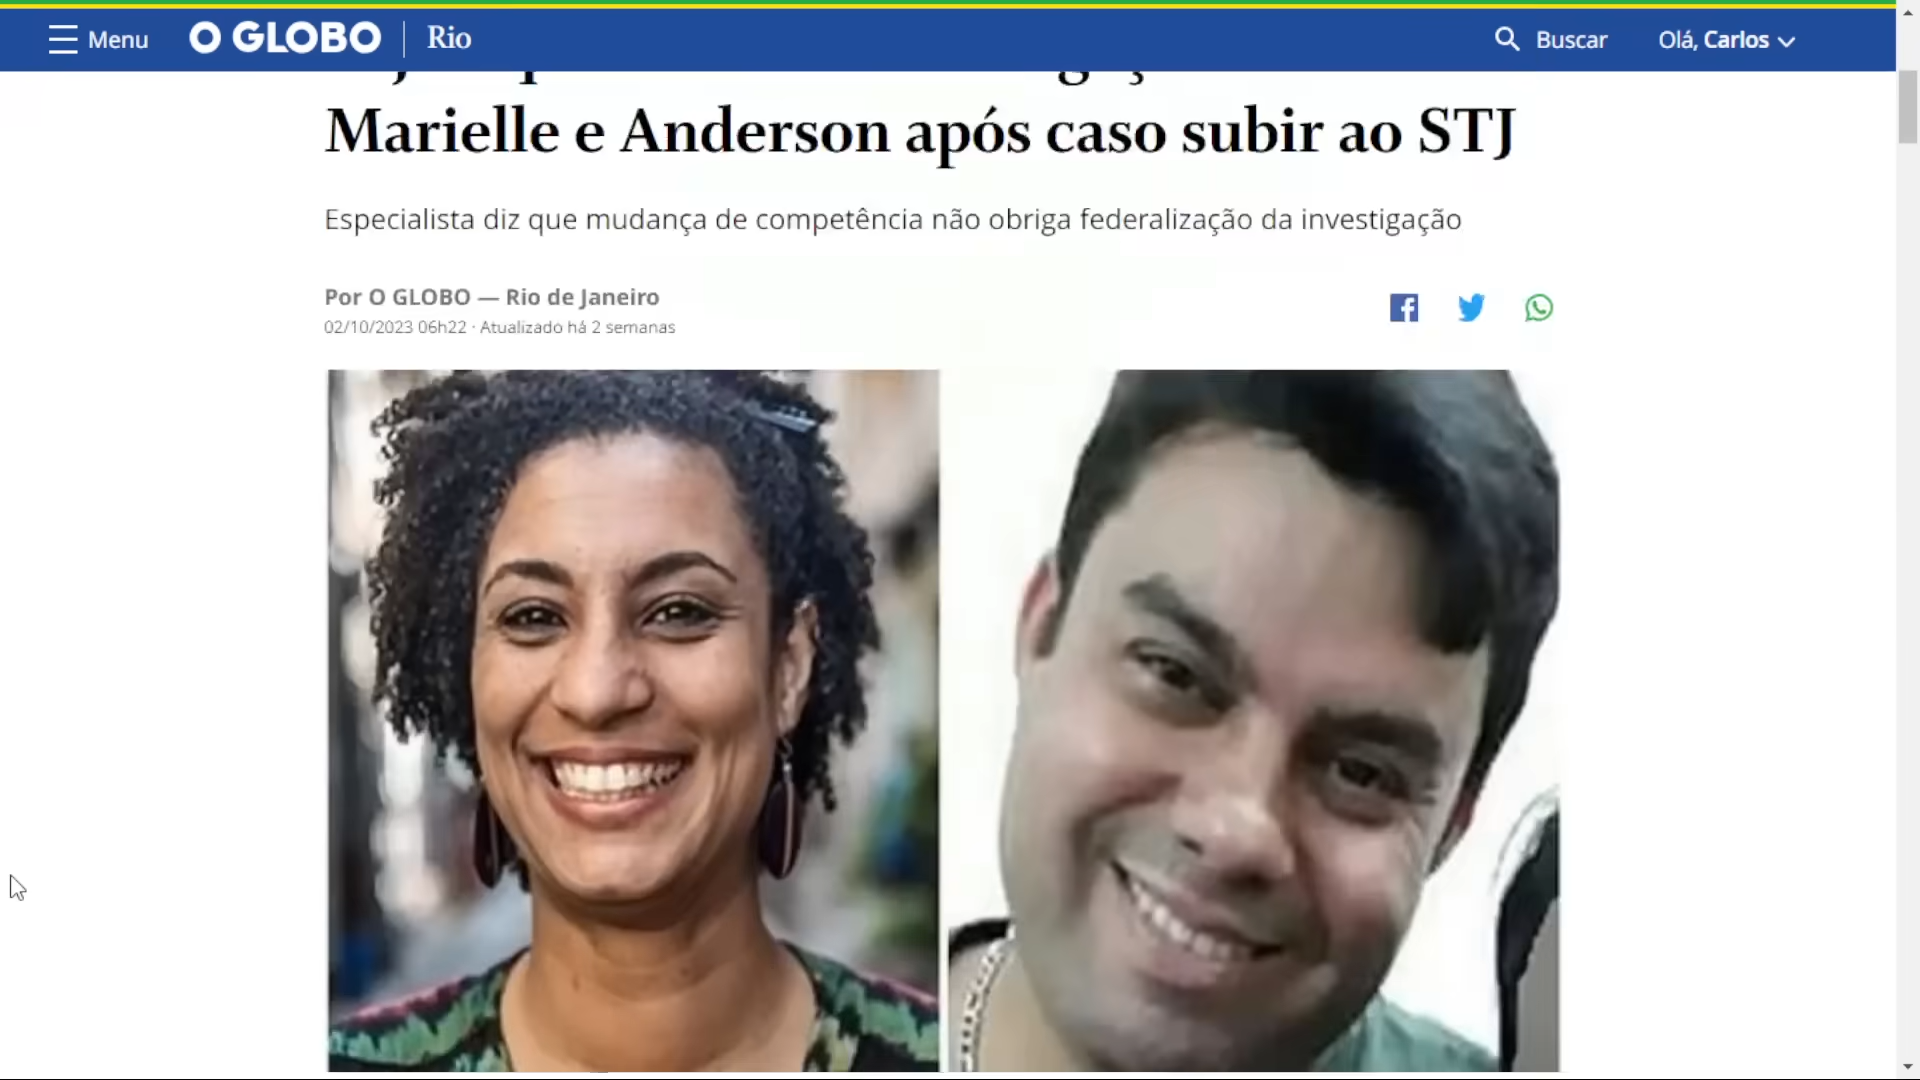 Menu
O GLOBO
Rio
Buscar
Olá, Carlos
Marielle e Anderson após caso subir ao STJ
Especialista diz que mudança de competência não obriga federalização da investigação
Por O GLOBO — Rio de Janeiro
02/10/2023 06h22 · Atualizado há 2 semanas